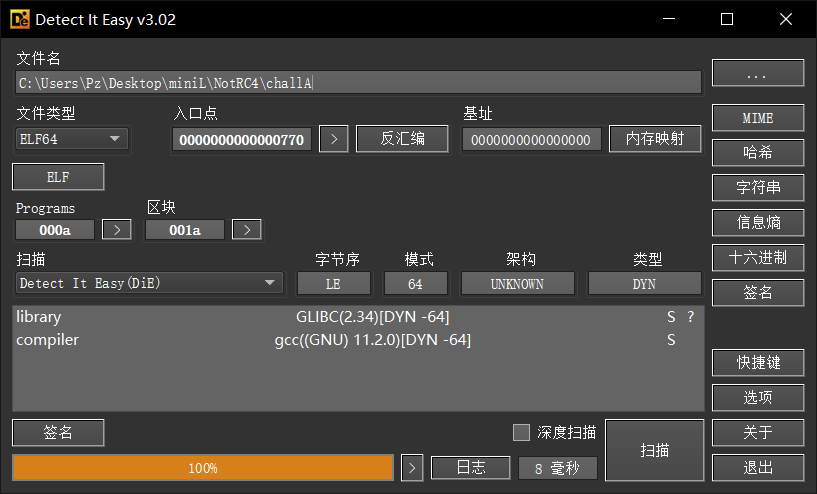 Detect It Easy v3.02
文件名
C:\Users\Pz\Desktop\miniL\NotRC4\challA
...
文件类型 入口点 基址
ELF64 0000000000000770 > 反汇编 0000000000000000 内存映射
MIME
哈希
字符串
信息熵
十六进制
签名
ELF
Programs 区块
000a > 001a >
扫描 字节序 模式 架构 类型
Detect It Easy(DiE) LE 64 UNKNOWN DYN
library GLIBC(2.34)[DYN -64] S ?
compiler gcc((GNU) 11.2.0)[DYN -64] S
快捷键
选项
关于
退出
签名 深度扫描 扫描
100% > 日志 8 毫秒